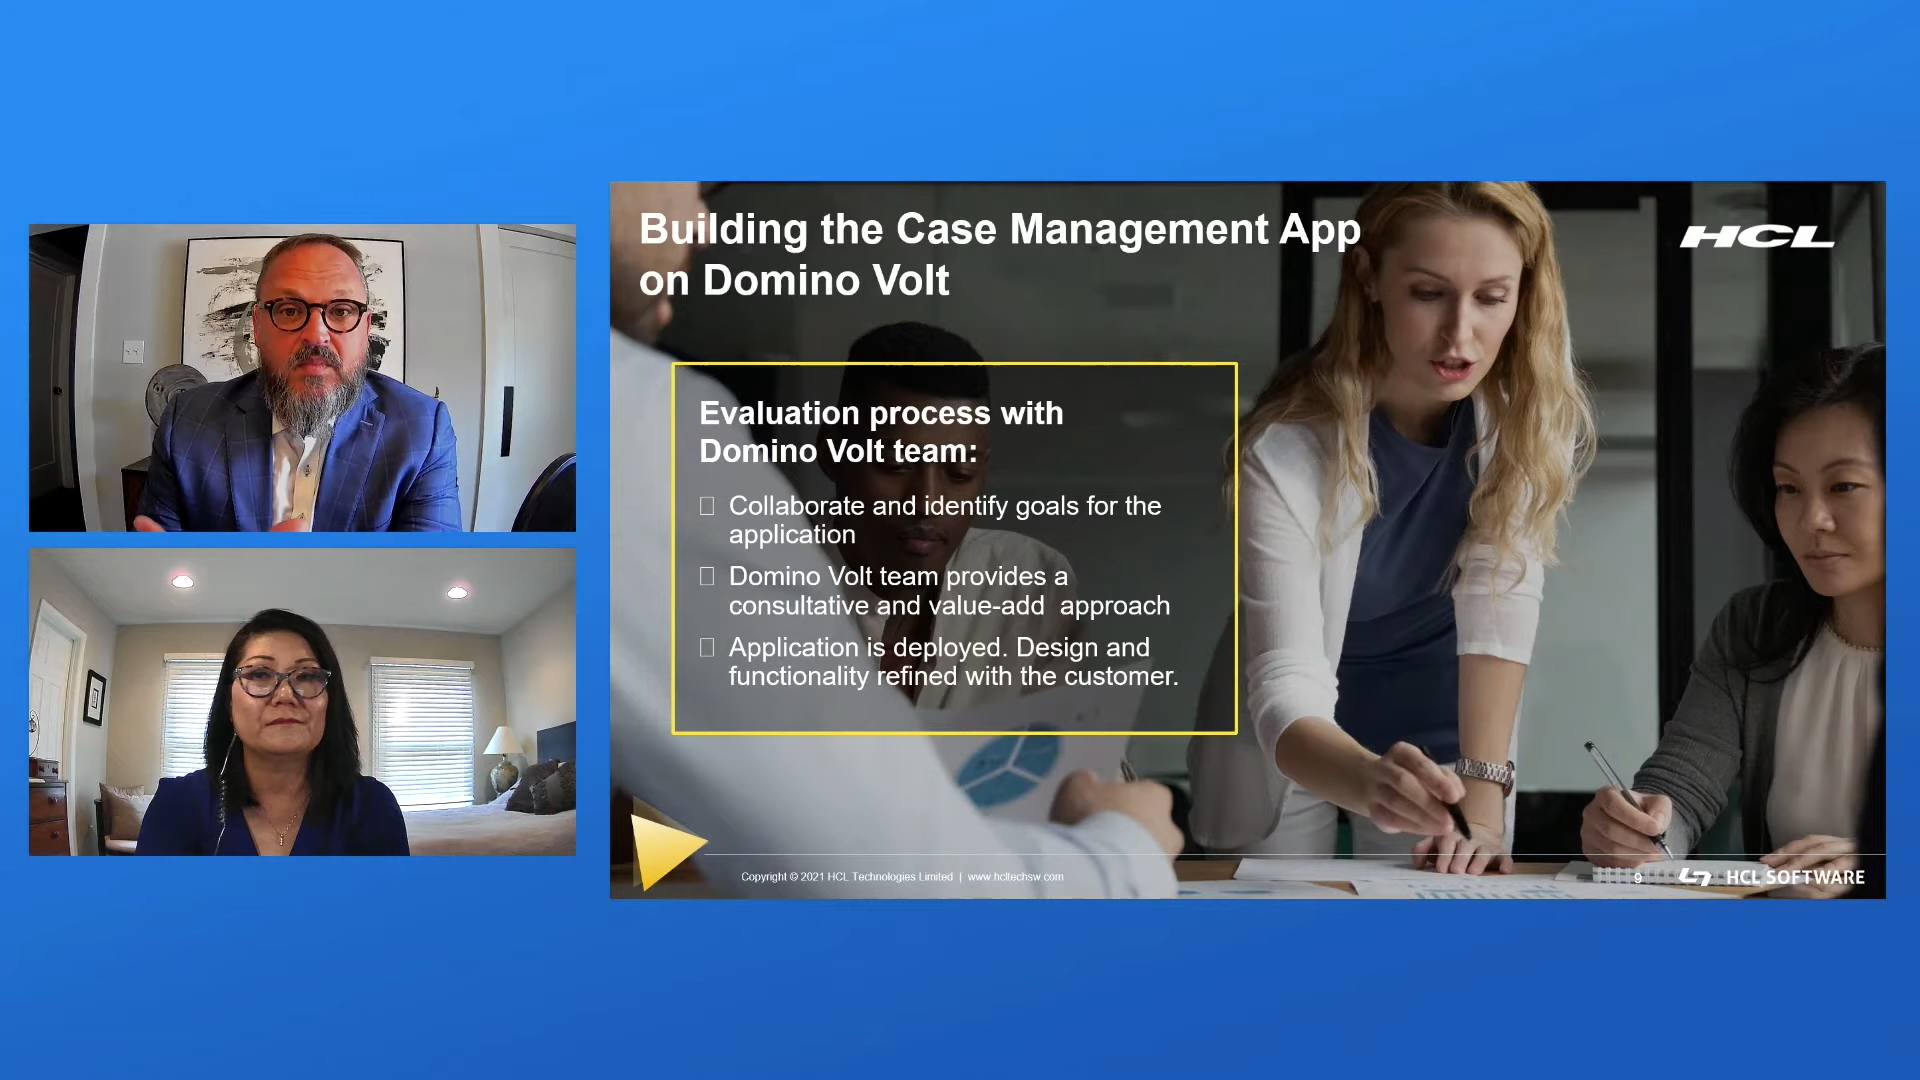 Building the Case Management App
on Domino Volt
HCL
Evaluation process with
Domino Volt team:
Collaborate and identify goals for the
application
Domino Volt team provides a
consultative and value-add  approach
Application is deployed. Design and
functionality refined with the customer.
Copyright © 2021 HCL Technologies Limited  |  www.hcltechsw.com
9
HCL SOFTWARE